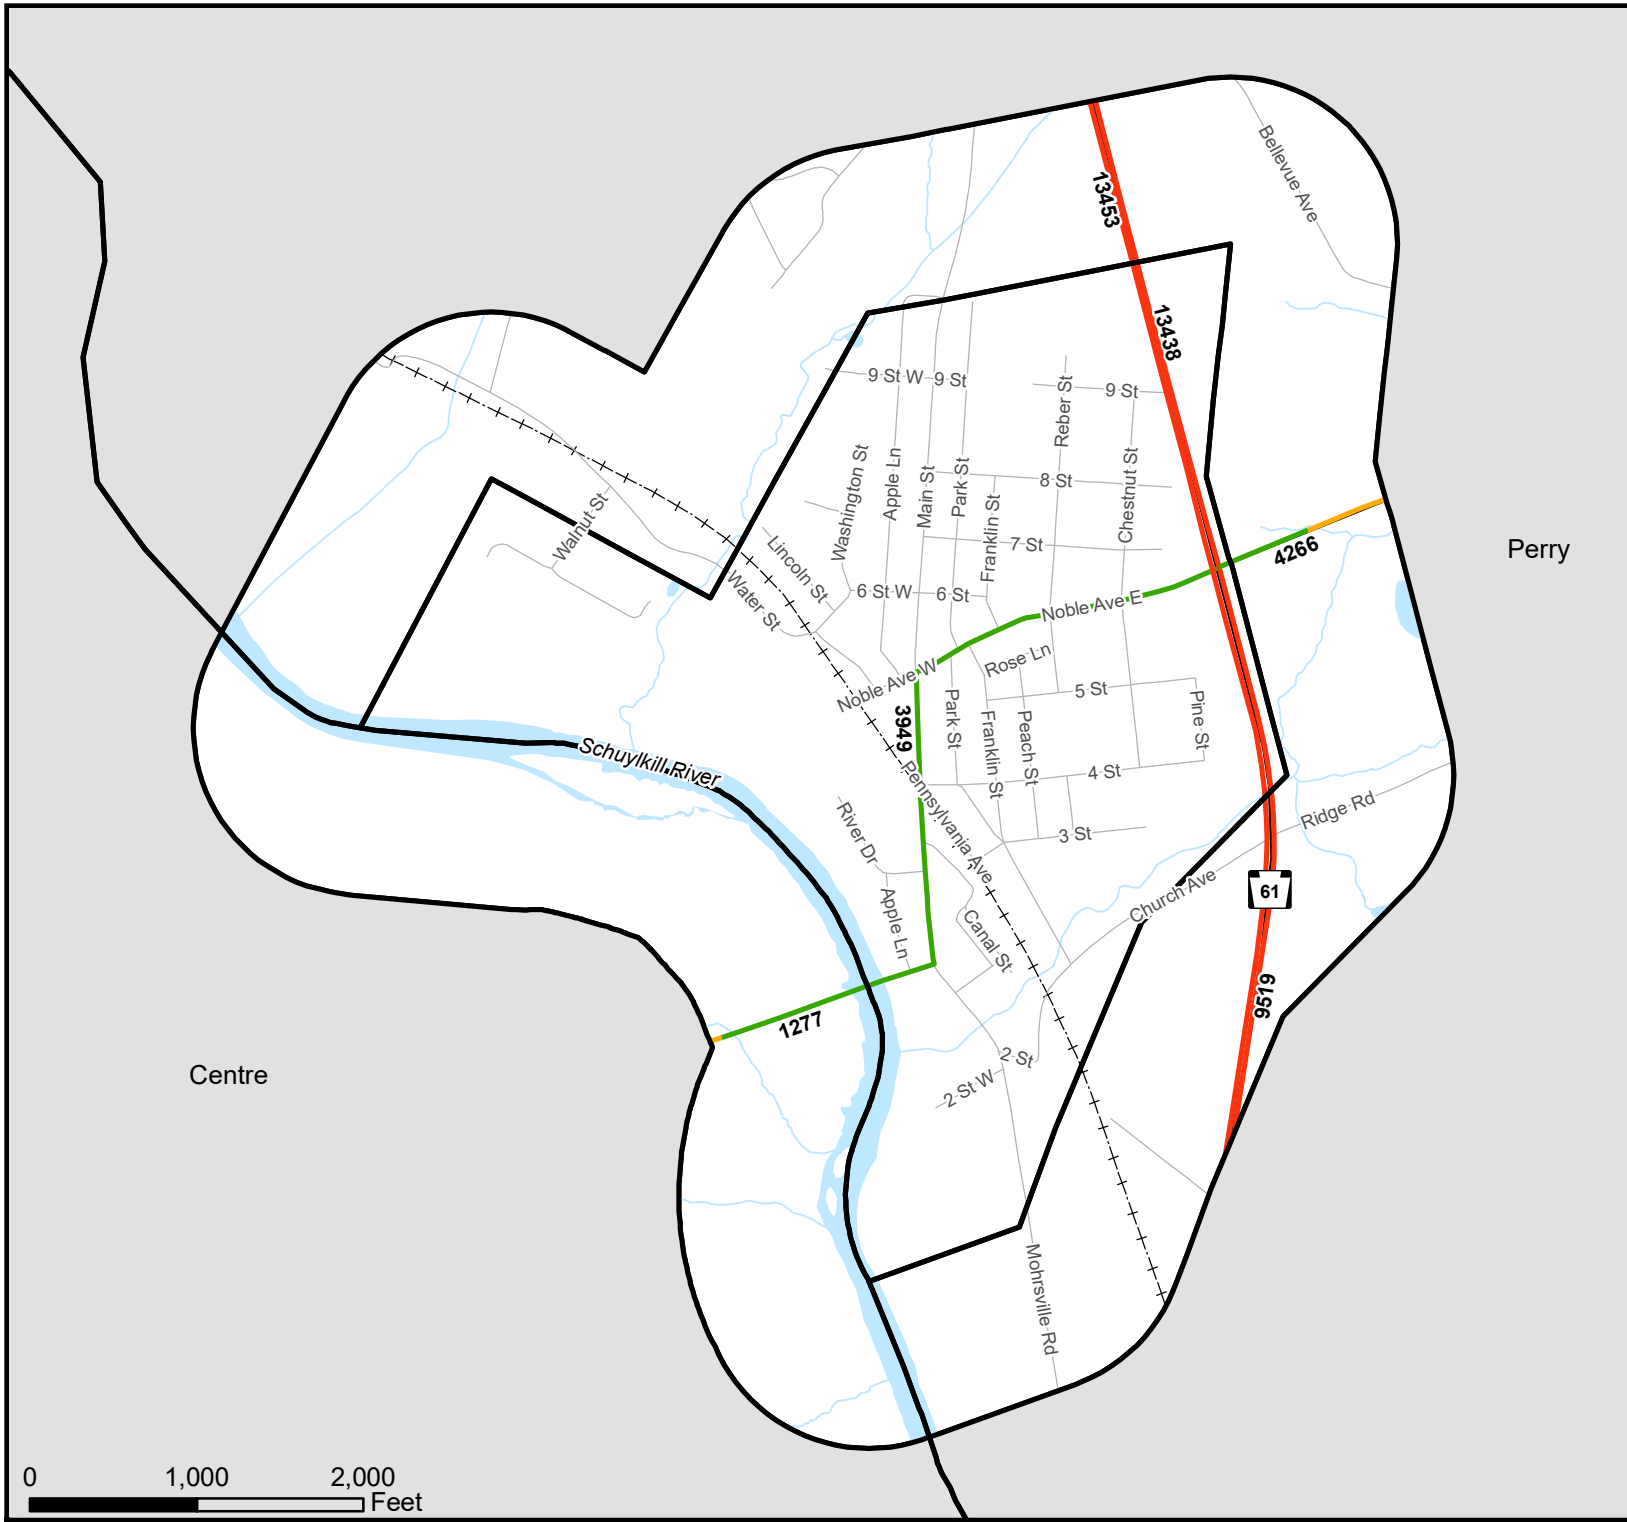 Bellevue Ave
13453
13438
9 St W
9 St
9 St
Reber St
Washington St
Apple Ln
Main St
Park St
Franklin St
8 St
Chestnut St
Walnut St
Lincoln St
7 St
Perry
4266
Water St
6 St W
6 St
Noble Ave E
Rose Ln
Noble Ave W
5 St
3949
Park St
Franklin St
Peach St
Pine St
Schuylkill River
Pennsylvania Ave
4 St
River Dr
3 St
Ridge Rd
61
Church Ave
Apple Ln
Canal St
9519
1277
2 St
2 St W
Centre
Mohrsville Rd
0 1,000 2,000
Feet